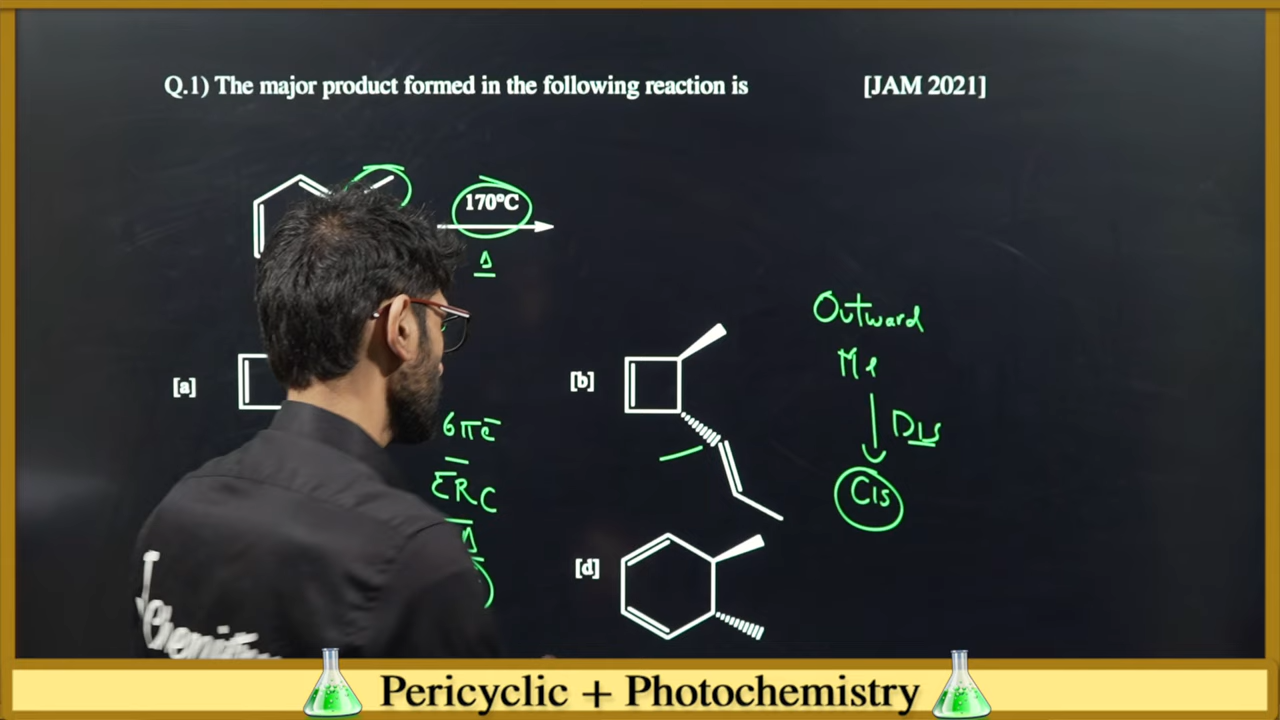 Q.1) The major product formed in the following reaction is [JAM 2021]
170°C
Δ
Outward
Me
Dis
Cis
[a]
[b]
6πē
ERC
Δ
[d]
Pericyclic + Photochemistry